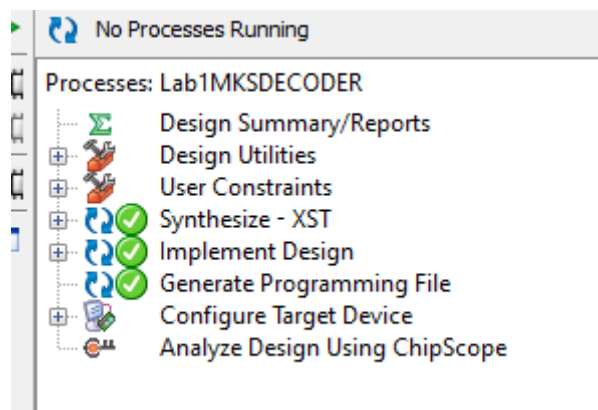 No Processes Running
Processes: Lab1MKSDECODER
Design Summary/Reports
Design Utilities
User Constraints
Synthesize - XST
Implement Design
Generate Programming File
Configure Target Device
Analyze Design Using ChipScope